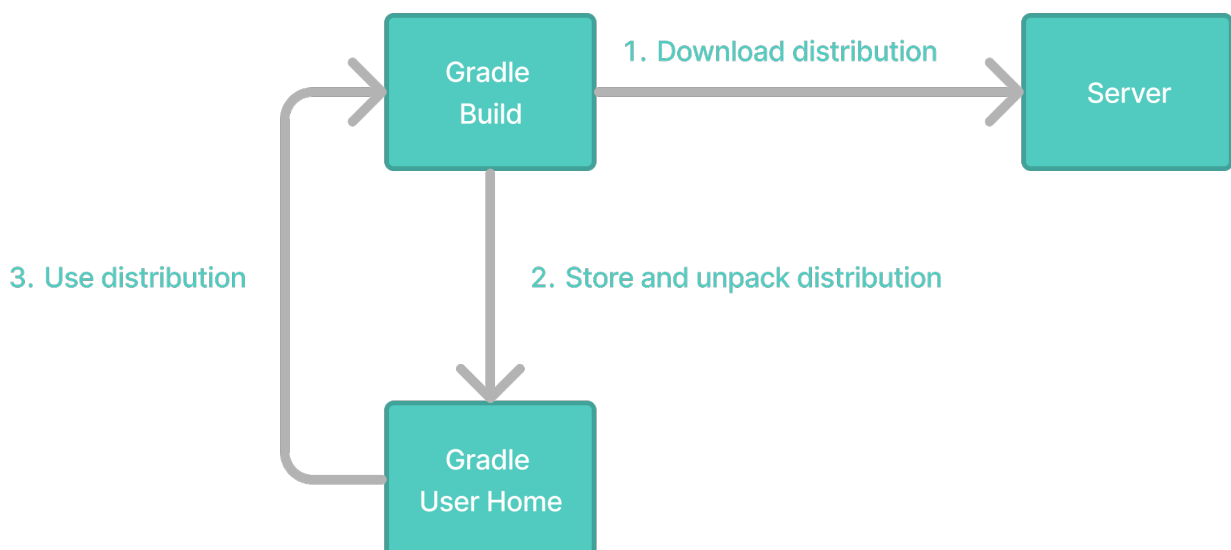 Gradle
Build
1. Download distribution
Server
3. Use distribution
2. Store and unpack distribution
Gradle
User Home